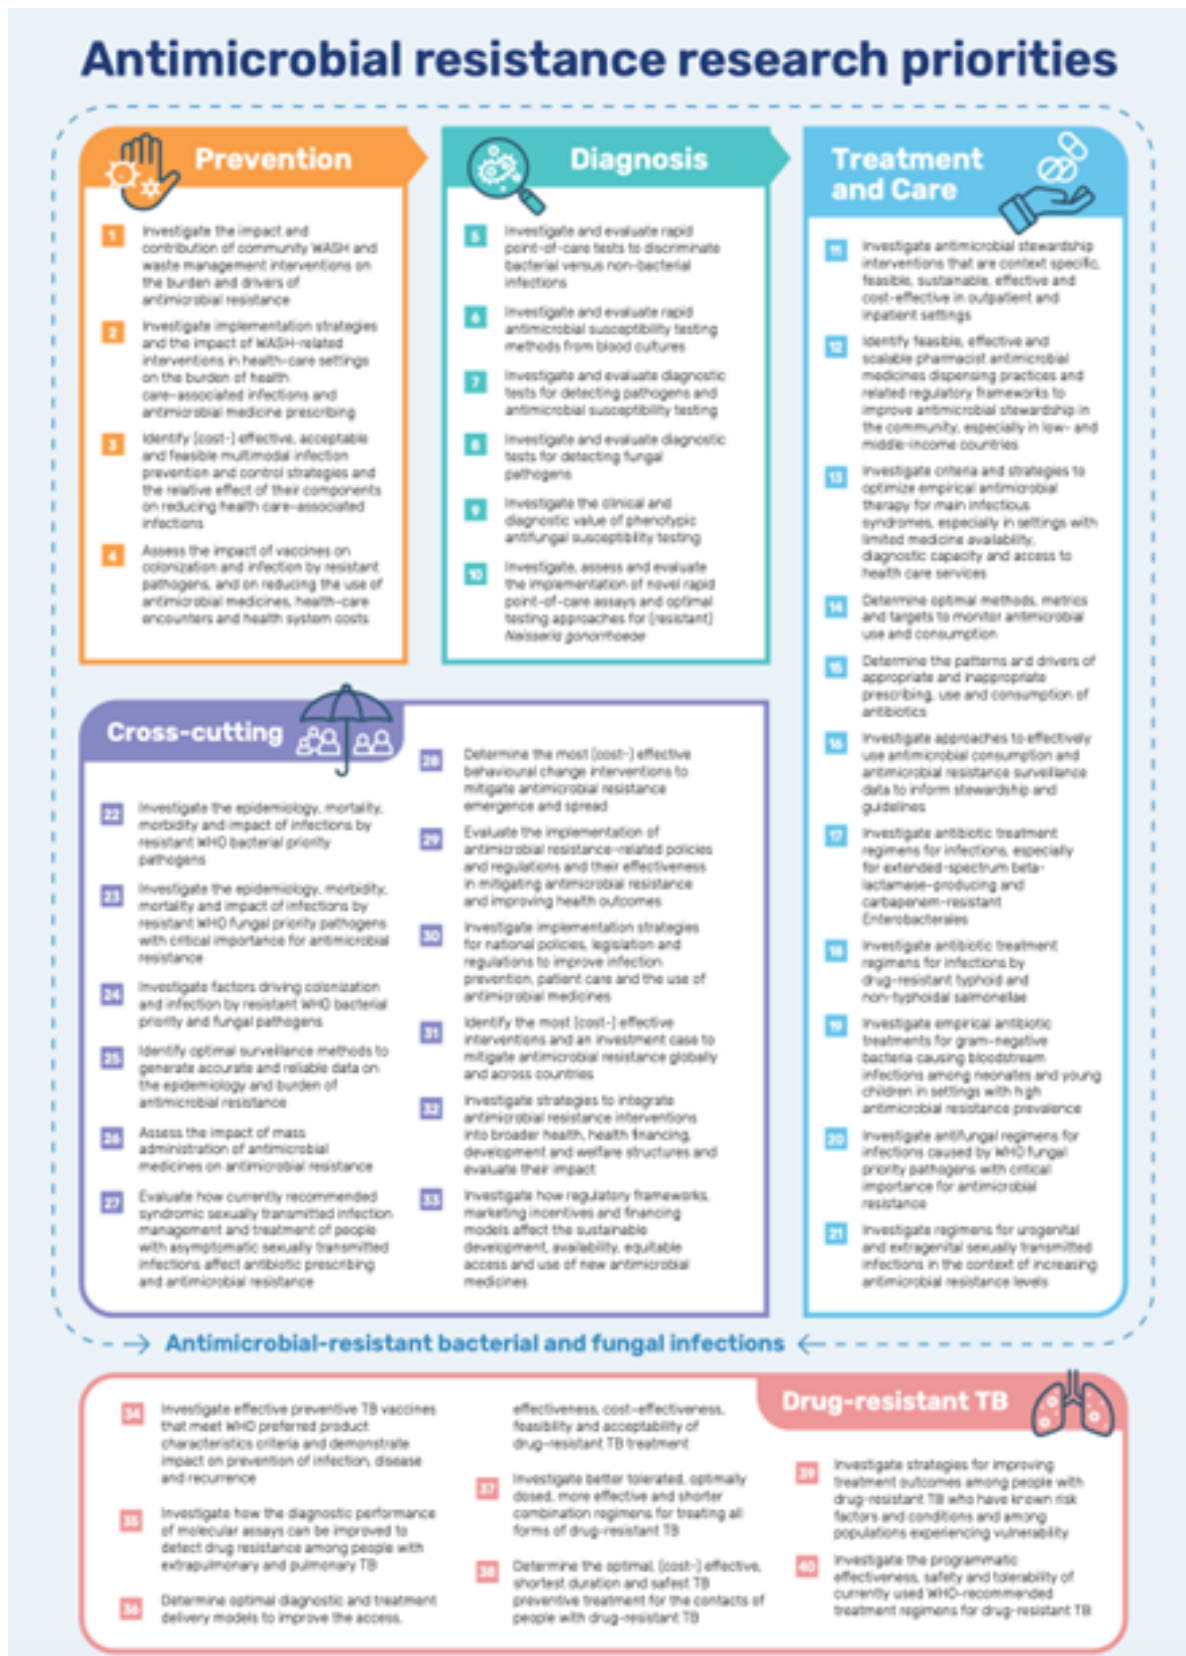 Antimicrobial resistance research priorities
Prevention
1
Investigate the impact and
contribution of community WASH and
waste management interventions on
the burden and drivers of
antimicrobial resistance
2
Investigate implementation strategies
and the impact of WASH-related
interventions in health-care settings
on the burden of health
care-associated infections and
antimicrobial medicine prescribing
3
Identify (cost-) effective, acceptable
and feasible multimodal infection
prevention and control strategies and
the relative effect of their components
on reducing health care-associated
infections
4
Assess the impact of vaccines on
colonization and infection by resistant
pathogens, and on reducing the use of
antimicrobial medicines, health-care
encounters and health system costs
Diagnosis
5
Investigate and evaluate rapid
point-of-care tests to discriminate
bacterial versus non-bacterial
infections
6
Investigate and evaluate rapid
antimicrobial susceptibility testing
methods from blood cultures
7
Investigate and evaluate diagnostic
tests for detecting pathogens and
antimicrobial susceptibility testing
8
Investigate and evaluate diagnostic
tests for detecting fungal
pathogens
9
Investigate the clinical and
diagnostic value of phenotypic
antifungal susceptibility testing
10
Investigate, assess and evaluate
the implementation of novel rapid
point-of-care assays and optimal
testing approaches for (resistant)
Neisseria gonorrhoeae
Treatment
and Care
11
Investigate antimicrobial stewardship
interventions that are context specific,
feasible, sustainable, effective and
cost-effective in outpatient and
inpatient settings
12
Identify feasible, effective and
scalable pharmacist antimicrobial
medicines dispensing practices and
related regulatory frameworks to
improve antimicrobial stewardship in
the community, especially in low- and
middle-income countries
13
Investigate criteria and strategies to
optimize empirical antimicrobial
therapy for main infectious
syndromes, especially in settings with
limited medicine availability,
diagnostic capacity and access to
health care services
14
Determine optimal methods, metrics
and targets to monitor antimicrobial
use and consumption
15
Determine the patterns and drivers of
appropriate and inappropriate
prescribing, use and consumption of
antibiotics
16
Investigate approaches to effectively
use antimicrobial consumption and
antimicrobial resistance surveillance
data to inform stewardship and
guidelines
17
Investigate antibiotic treatment
regimens for infections, especially
for extended-spectrum beta-
lactamase-producing and
carbapenem-resistant
Enterobacterales
18
Investigate antibiotic treatment
regimens for infections by
drug-resistant typhoid and
non-typhoidal salmonellae
19
Investigate empirical antibiotic
treatments for gram-negative
bacteria causing bloodstream
infections among neonates and young
children in settings with high
antimicrobial resistance prevalence
20
Investigate antifungal regimens for
infections caused by WHO fungal
priority pathogens with critical
importance for antimicrobial
resistance
21
Investigate regimens for urogenital
and extragenital sexually transmitted
infections in the context of increasing
antimicrobial resistance levels
Cross-cutting
22
Investigate the epidemiology, mortality,
morbidity and impact of infections by
resistant WHO bacterial priority
pathogens
23
Investigate the epidemiology, morbidity,
mortality and impact of infections by
resistant WHO fungal priority pathogens
with critical importance for antimicrobial
resistance
24
Investigate factors driving colonization
and infection by resistant WHO bacterial
priority and fungal pathogens
25
Identify optimal surveillance methods to
generate accurate and reliable data on
the epidemiology and burden of
antimicrobial resistance
26
Assess the impact of mass
administration of antimicrobial
medicines on antimicrobial resistance
27
Evaluate how currently recommended
syndromic sexually transmitted infection
management and treatment of people
with asymptomatic sexually transmitted
infections affect antibiotic prescribing
and antimicrobial resistance
28
Determine the most (cost-) effective
behavioural change interventions to
mitigate antimicrobial resistance
emergence and spread
29
Evaluate the implementation of
antimicrobial resistance-related policies
and regulations and their effectiveness
in mitigating antimicrobial resistance
and improving health outcomes
30
Investigate implementation strategies
for national policies, legislation and
regulations to improve infection
prevention, patient care and the use of
antimicrobial medicines
31
Identify the most (cost-) effective
interventions and an investment case to
mitigate antimicrobial resistance globally
and across countries
32
Investigate strategies to integrate
antimicrobial resistance interventions
into broader health, health financing,
development and welfare structures and
evaluate their impact
33
Investigate how regulatory frameworks,
marketing incentives and financing
models affect the sustainable
development, availability, equitable
access and use of new antimicrobial
medicines
Antimicrobial-resistant bacterial and fungal infections
Drug-resistant TB
34
Investigate effective preventive TB vaccines
that meet WHO preferred product
characteristics criteria and demonstrate
impact on prevention of infection, disease
and recurrence
35
Investigate how the diagnostic performance
of molecular assays can be improved to
detect drug resistance among people with
extrapulmonary and pulmonary TB
36
Determine optimal diagnostic and treatment
delivery models to improve the access,
effectiveness, cost-effectiveness,
feasibility and acceptability of
drug-resistant TB treatment
37
Investigate better tolerated, optimally
dosed, more effective and shorter
combination regimens for treating all
forms of drug-resistant TB
38
Determine the optimal, (cost-) effective,
shortest duration and safest TB
preventive treatment for the contacts of
people with drug-resistant TB
39
Investigate strategies for improving
treatment outcomes among people with
drug-resistant TB who have known risk
factors and conditions and among
populations experiencing vulnerability
40
Investigate the programmatic
effectiveness, safety and tolerability of
currently used WHO-recommended
treatment regimens for drug-resistant TB